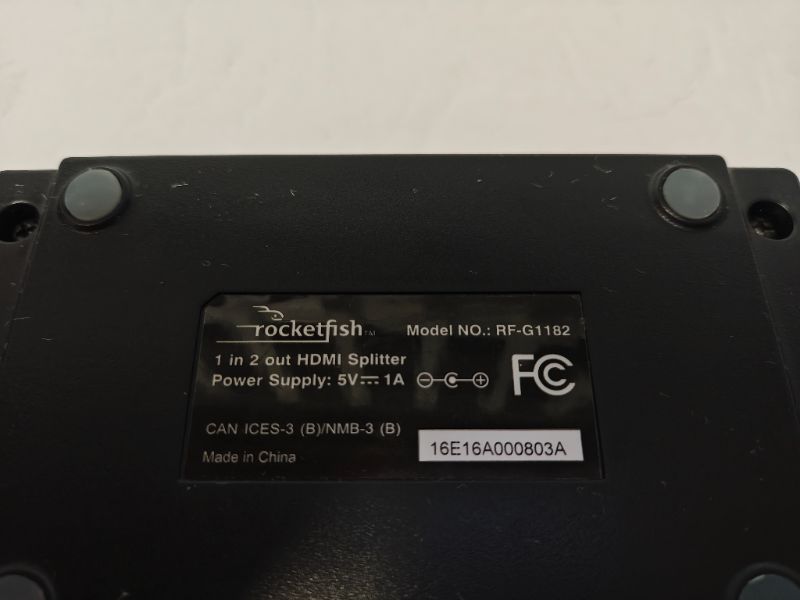 rocketfish™ Model NO.: RF-G1182
1 in 2 out HDMI Splitter
Power Supply: 5V⎓1A
FC
CAN ICES-3 (B)/NMB-3 (B)
16E16A000803A
Made in China